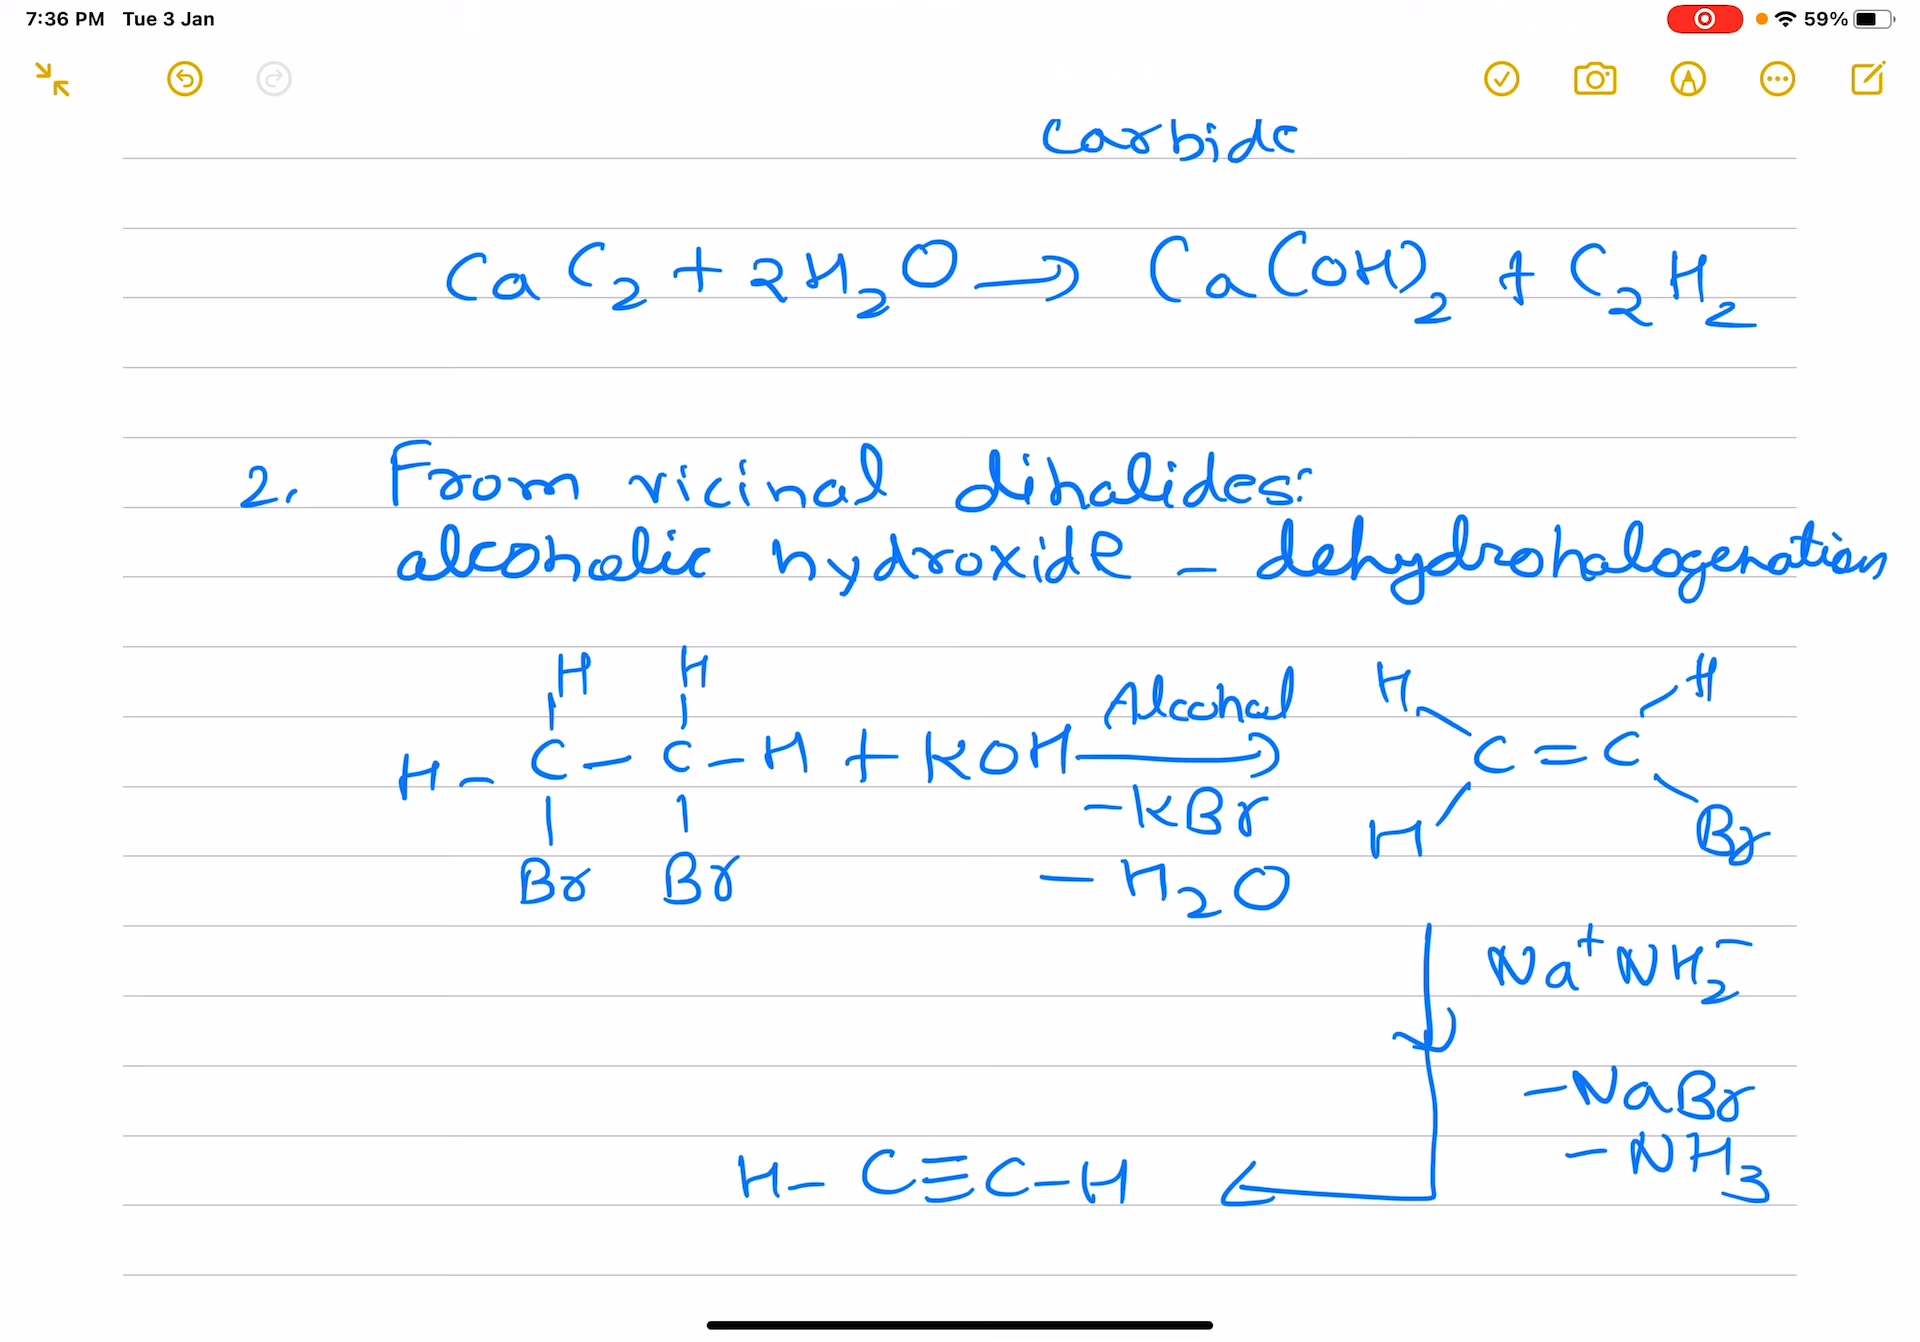 7:36 PM Tue 3 Jan 59%
Carbide
CaC₂ + 2H₂O → Ca(OH)₂ + C₂H₂
2. From vicinal dihalides:
alcoholic hydroxide - dehydrohalogenation
H H H H
Alcohol
H - C - C - H + KOH → C = C
- KBr
H Br
Br Br - H₂O
Na⁺NH₂⁻
- NaBr
- NH₃
H - C≡C - H